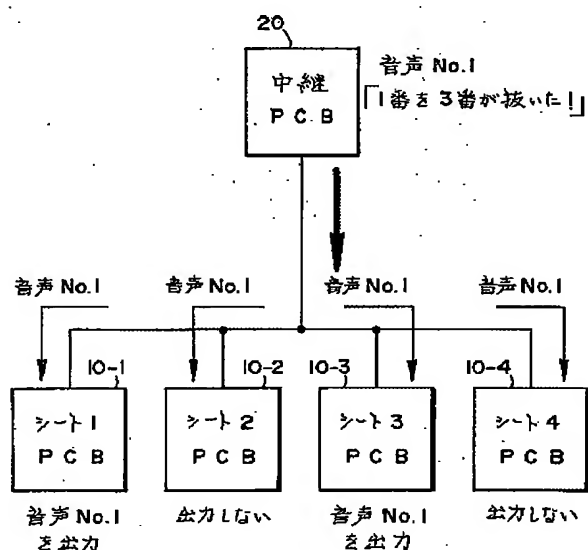 20
中継
PCB
音声 No.1
「1番を3番が抜いた!」
音声 No.1
音声 No.1
音声 No.1
音声 No.1
10-1
10-2
10-3
10-4
シート1
PCB
シート2
PCB
シート3
PCB
シート4
PCB
音声 No.1
を出力
出力しない
音声 No.1
を出力
出力しない